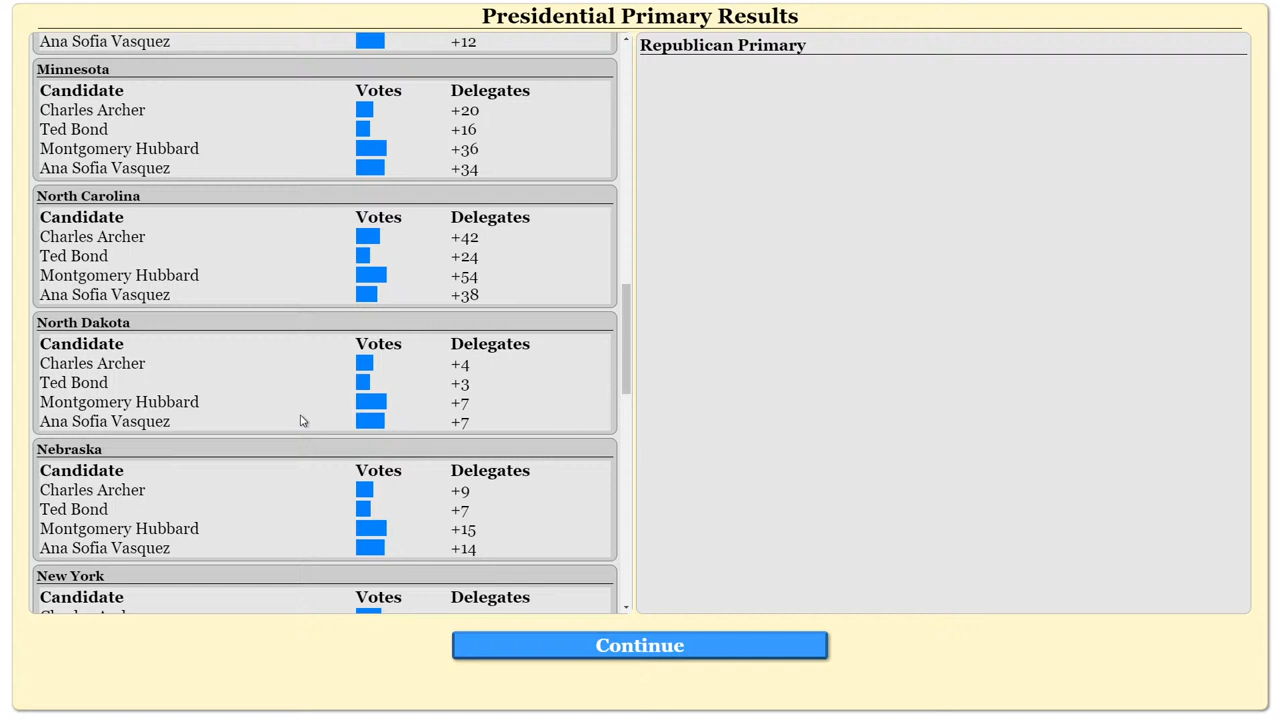 Presidential Primary Results
Ana Sofia Vasquez +12
Minnesota
Candidate Votes Delegates
Charles Archer +20
Ted Bond +16
Montgomery Hubbard +36
Ana Sofia Vasquez +34
North Carolina
Candidate Votes Delegates
Charles Archer +42
Ted Bond +24
Montgomery Hubbard +54
Ana Sofia Vasquez +38
North Dakota
Candidate Votes Delegates
Charles Archer +4
Ted Bond +3
Montgomery Hubbard +7
Ana Sofia Vasquez +7
Nebraska
Candidate Votes Delegates
Charles Archer +9
Ted Bond +7
Montgomery Hubbard +15
Ana Sofia Vasquez +14
New York
Candidate Votes Delegates
Republican Primary
Continue